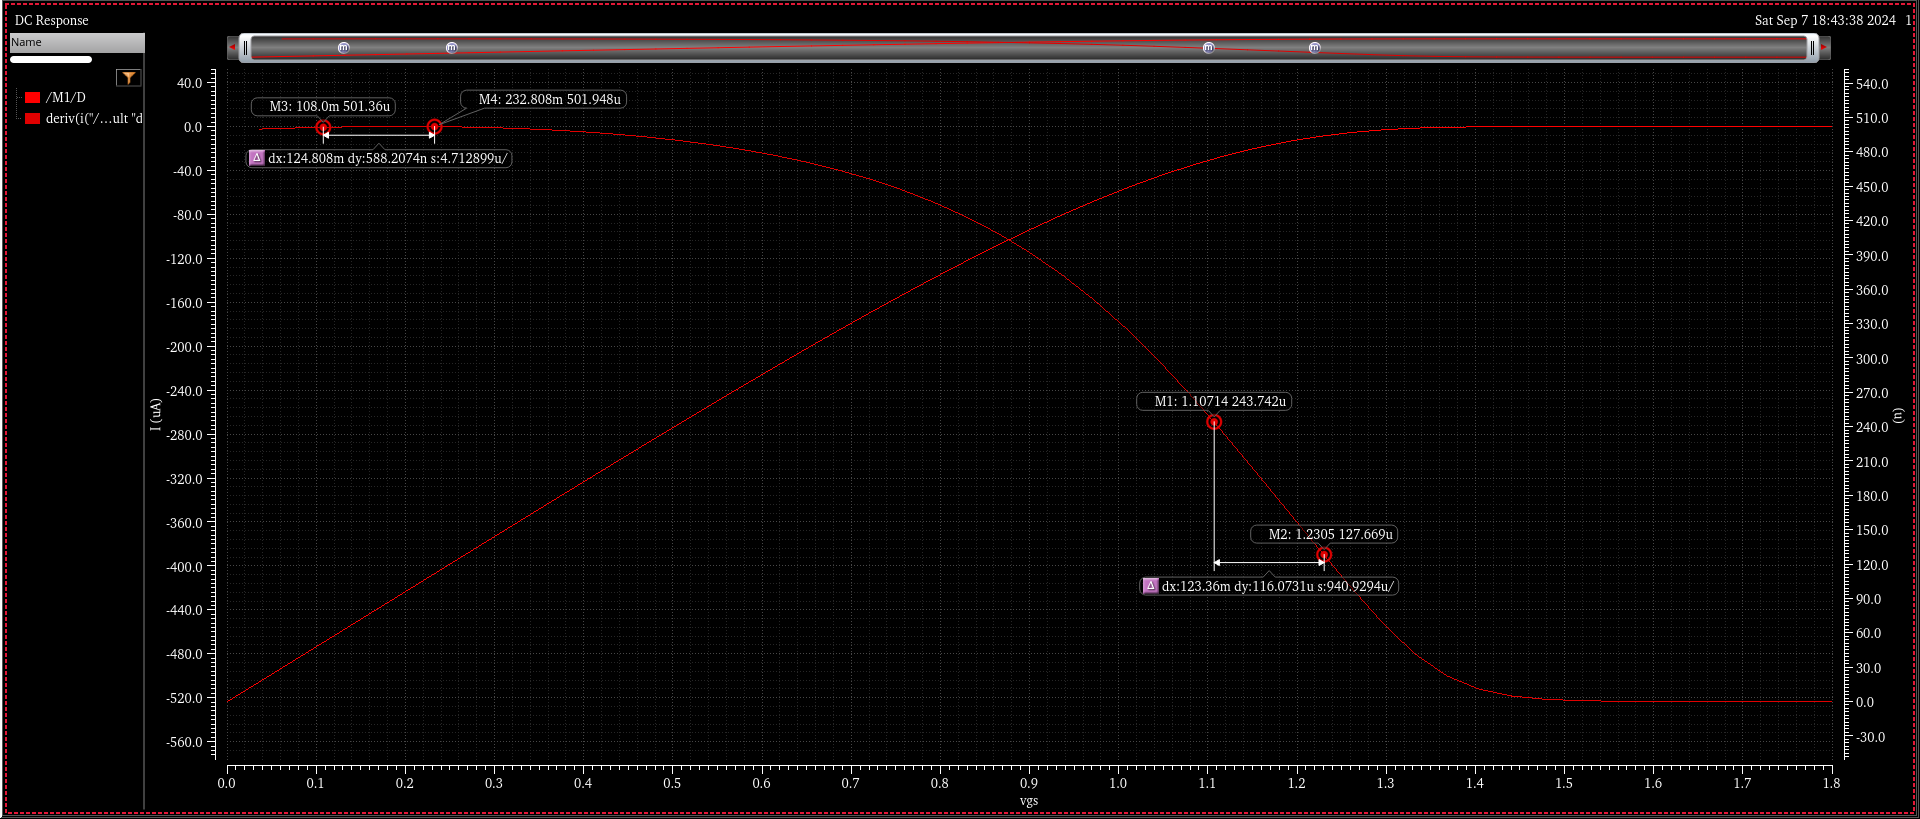 DC Response
Sat Sep 7 18:43:38 2024 1
Name
/M1/D
deriv(i("/...ult "d
M3: 108.0m 501.36u
M4: 232.808m 501.948u
dx:124.808m dy:588.2074n s:4.712899u/
M1: 1.10714 243.742u
M2: 1.2305 127.669u
dx:123.36m dy:116.0731u s:940.9294u/
40.0
0.0
-40.0
-80.0
-120.0
-160.0
-200.0
-240.0
-280.0
-320.0
-360.0
-400.0
-440.0
-480.0
-520.0
-560.0
I (uA)
540.0
510.0
480.0
450.0
420.0
390.0
360.0
330.0
300.0
270.0
240.0
210.0
180.0
150.0
120.0
90.0
60.0
30.0
0.0
-30.0
(u)
0.0 0.1 0.2 0.3 0.4 0.5 0.6 0.7 0.8 0.9 1.0 1.1 1.2 1.3 1.4 1.5 1.6 1.7 1.8
vgs